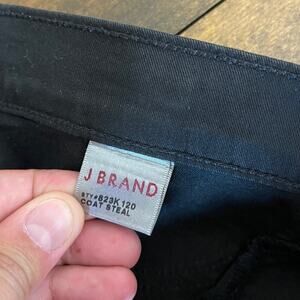 J BRAND
STY#823K120
COAT STEAL